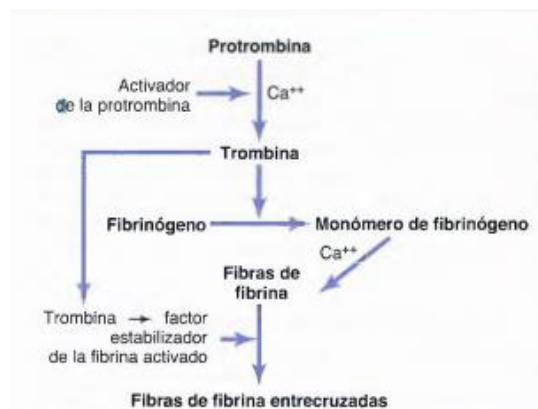 Protrombina
Activador
de la protrombina
Ca++
Trombina
Fibrinógeno
Monómero de fibrinógeno
Ca++
Fibras de
fibrina
Trombina → factor
estabilizador
de la fibrina activado
Fibras de fibrina entrecruzadas